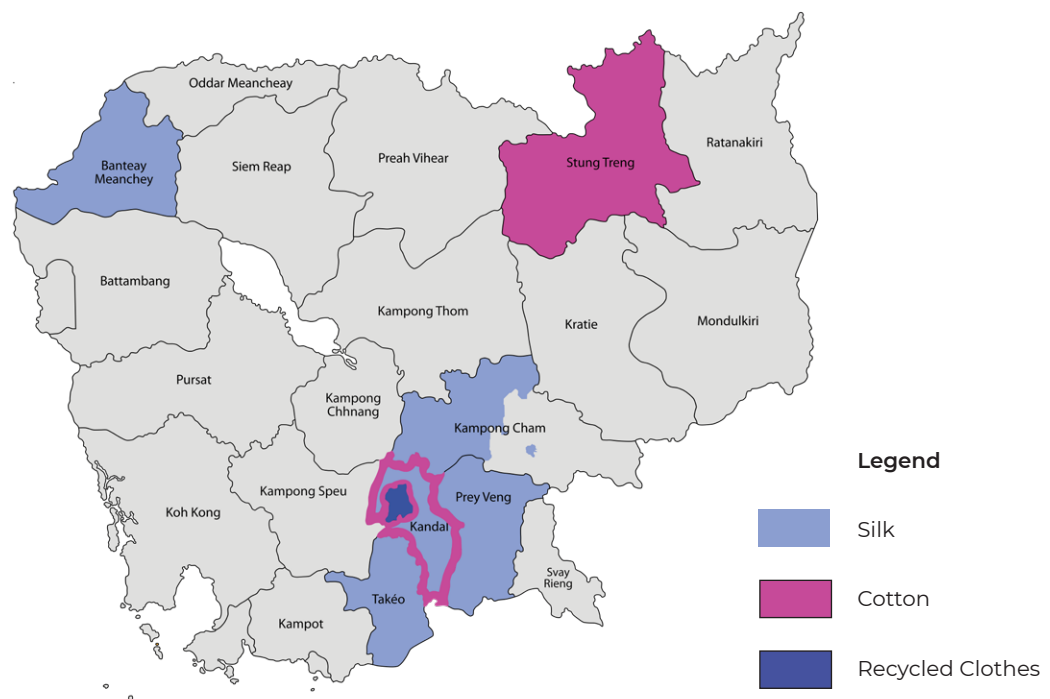 Oddar Meancheay
Banteay
Meanchey
Siem Reap
Preah Vihear
Stung Treng
Ratanakiri
Battambang
Kampong Thom
Kratie
Mondulkiri
Pursat
Kampong
Chhnang
Kampong Cham
Kampong Speu
Prey Veng
Koh Kong
Kandal
Svay
Rieng
Takéo
Kampot
Legend
Silk
Cotton
Recycled Clothes